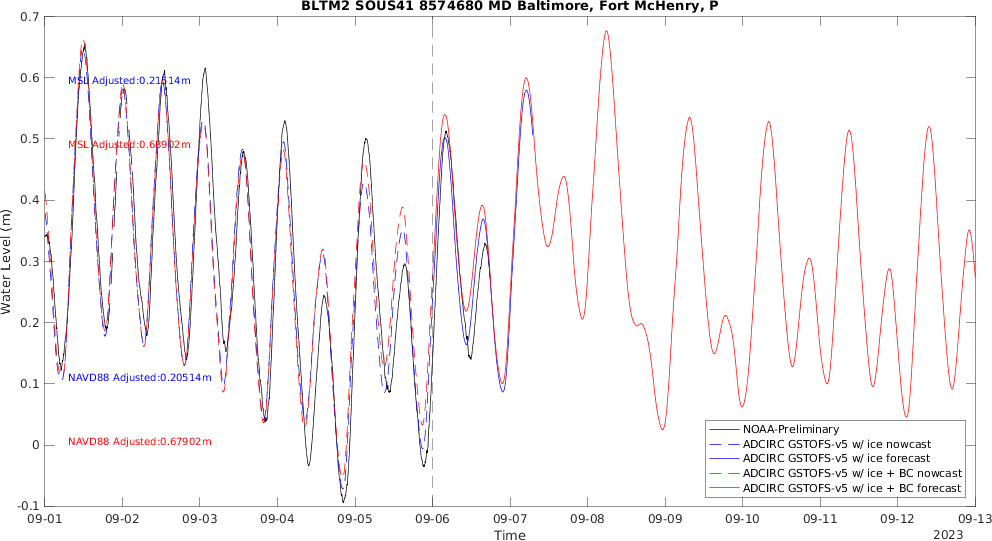 BLTM2 SOUS41 8574680 MD Baltimore, Fort McHenry, P
0.7
0.6
0.5
0.4
0.3
0.2
0.1
0
-0.1
Water Level (m)
MSL Adjusted:0.21514m
MSL Adjusted:0.68902m
NAVD88 Adjusted:0.20514m
NAVD88 Adjusted:0.67902m
NOAA-Preliminary
ADCIRC GSTOFS-v5 w/ ice nowcast
ADCIRC GSTOFS-v5 w/ ice forecast
ADCIRC GSTOFS-v5 w/ ice + BC nowcast
ADCIRC GSTOFS-v5 w/ ice + BC forecast
09-01 09-02 09-03 09-04 09-05 09-06 09-07 09-08 09-09 09-10 09-11 09-12 09-13
Time
2023